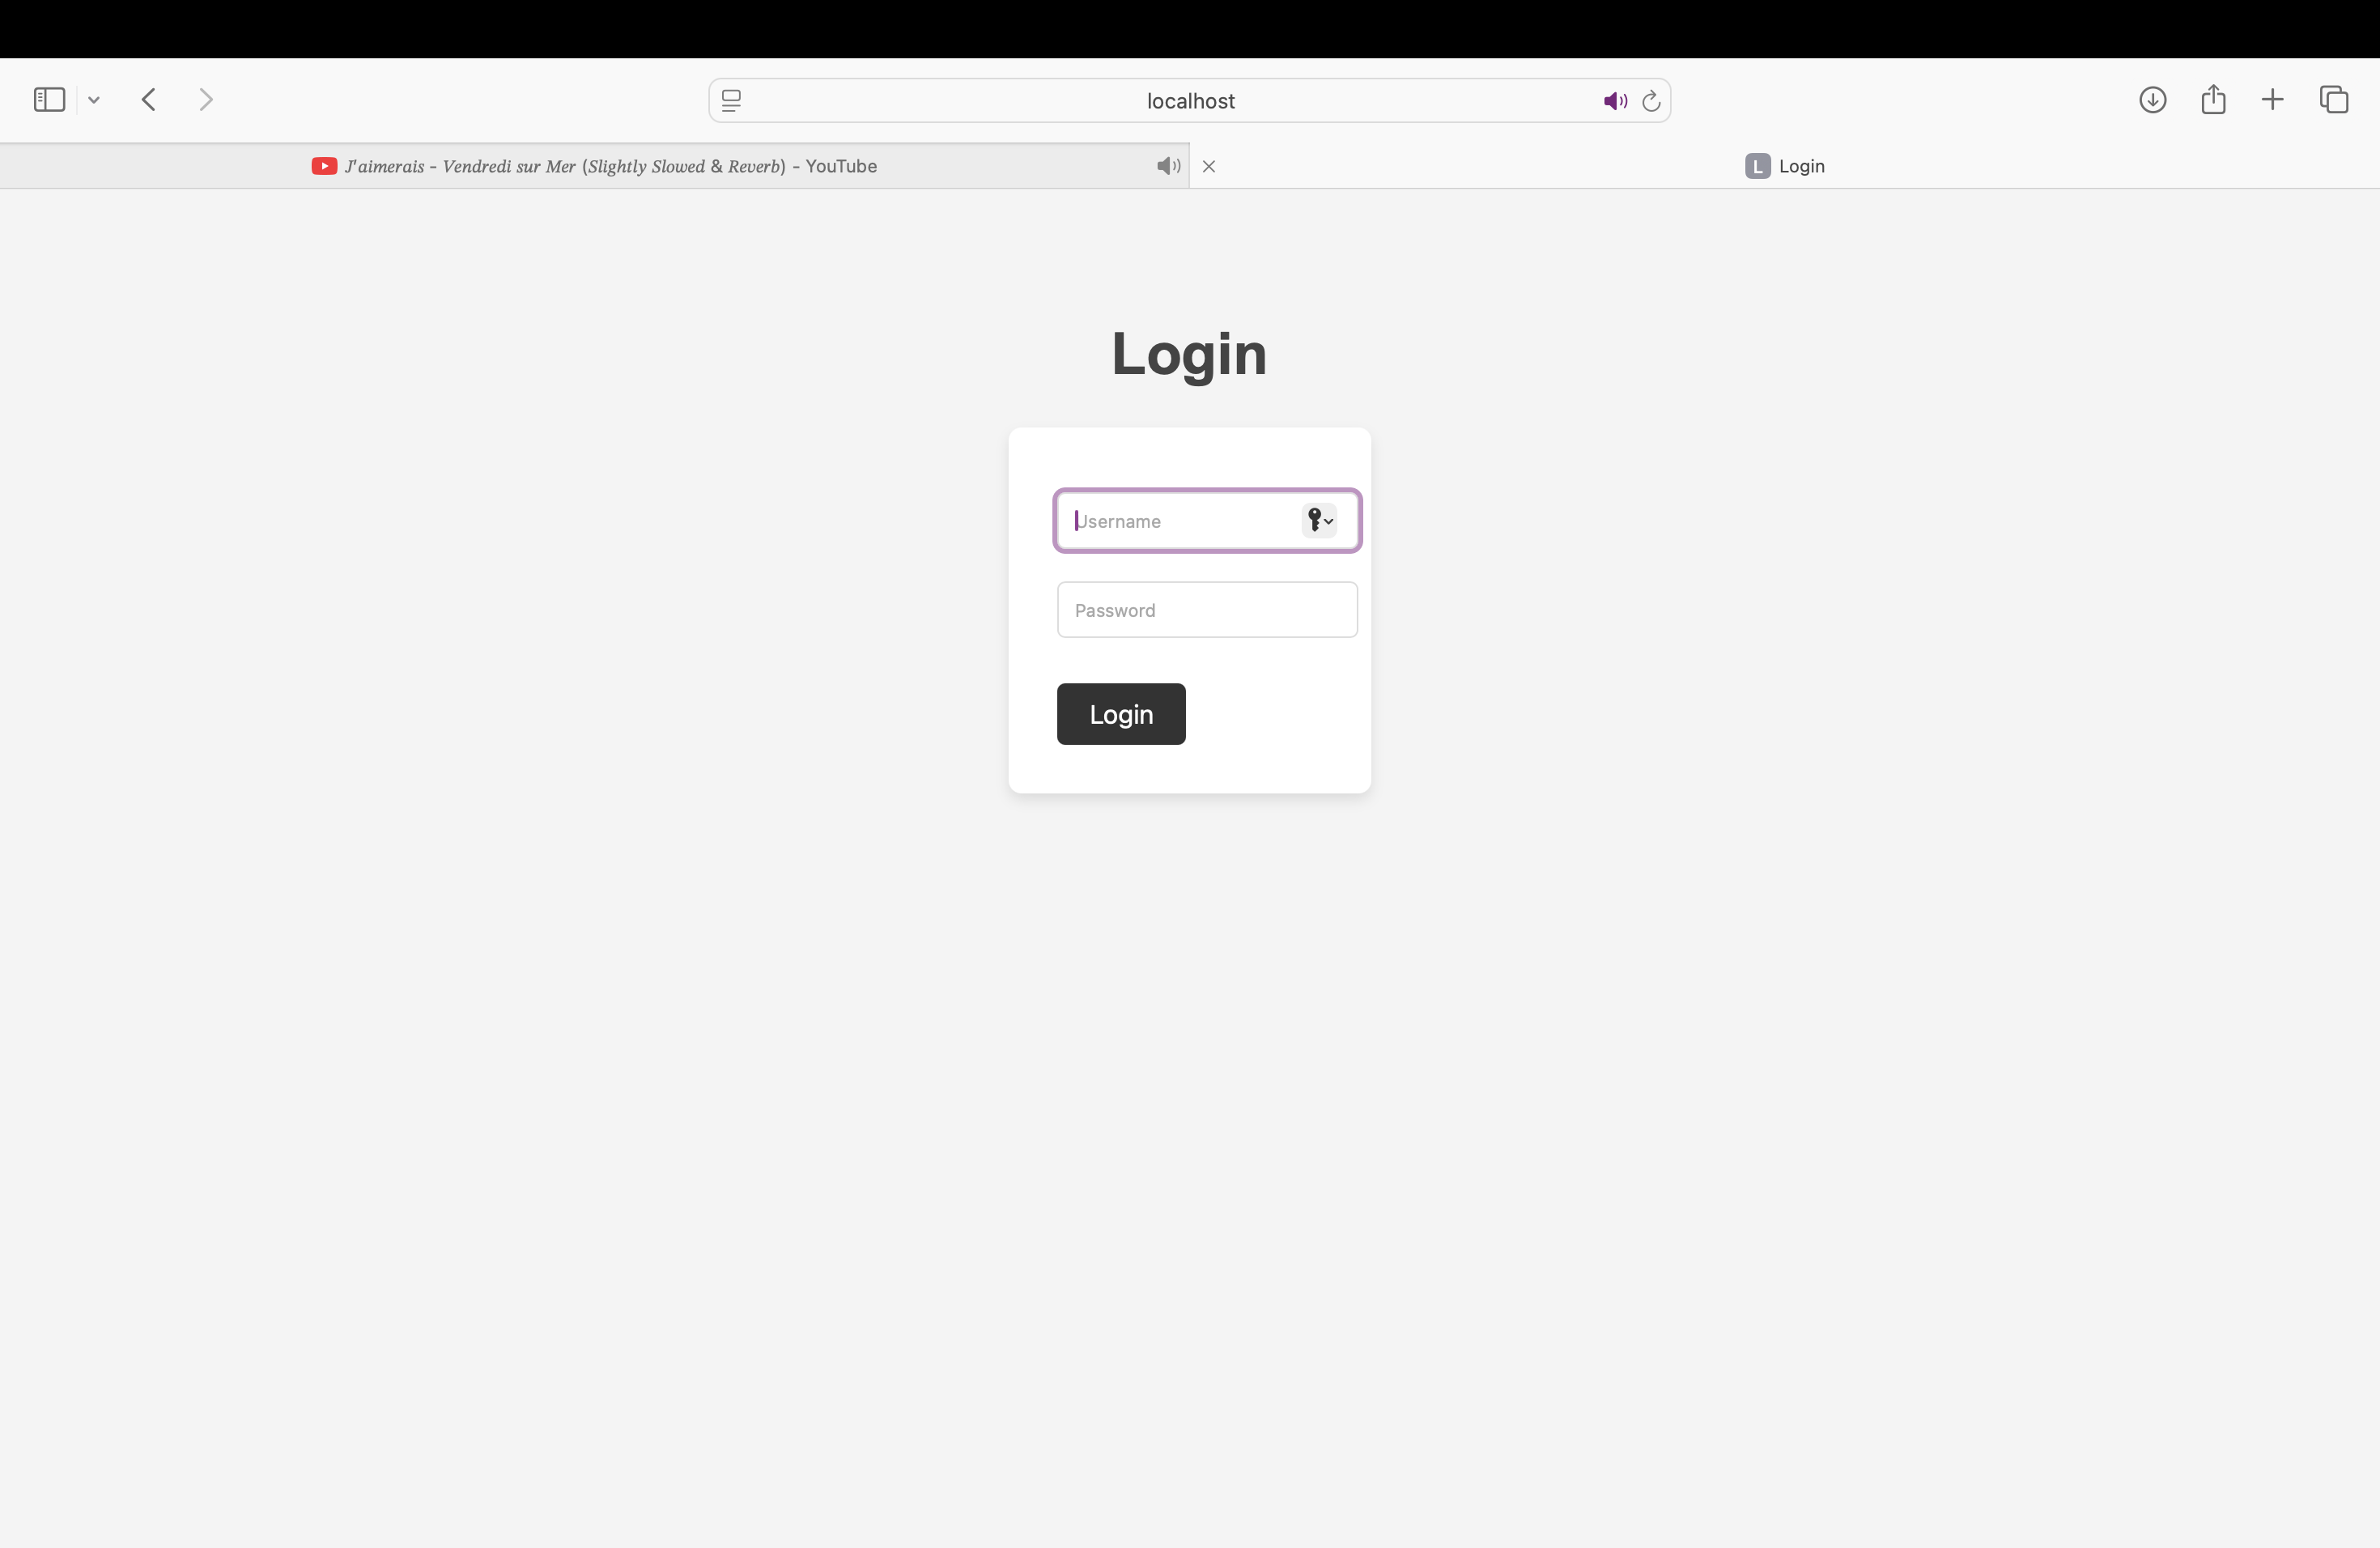 localhost
J'aimerais - Vendredi sur Mer (Slightly Slowed & Reverb) - YouTube
L Login
Login
Username
Password
Login